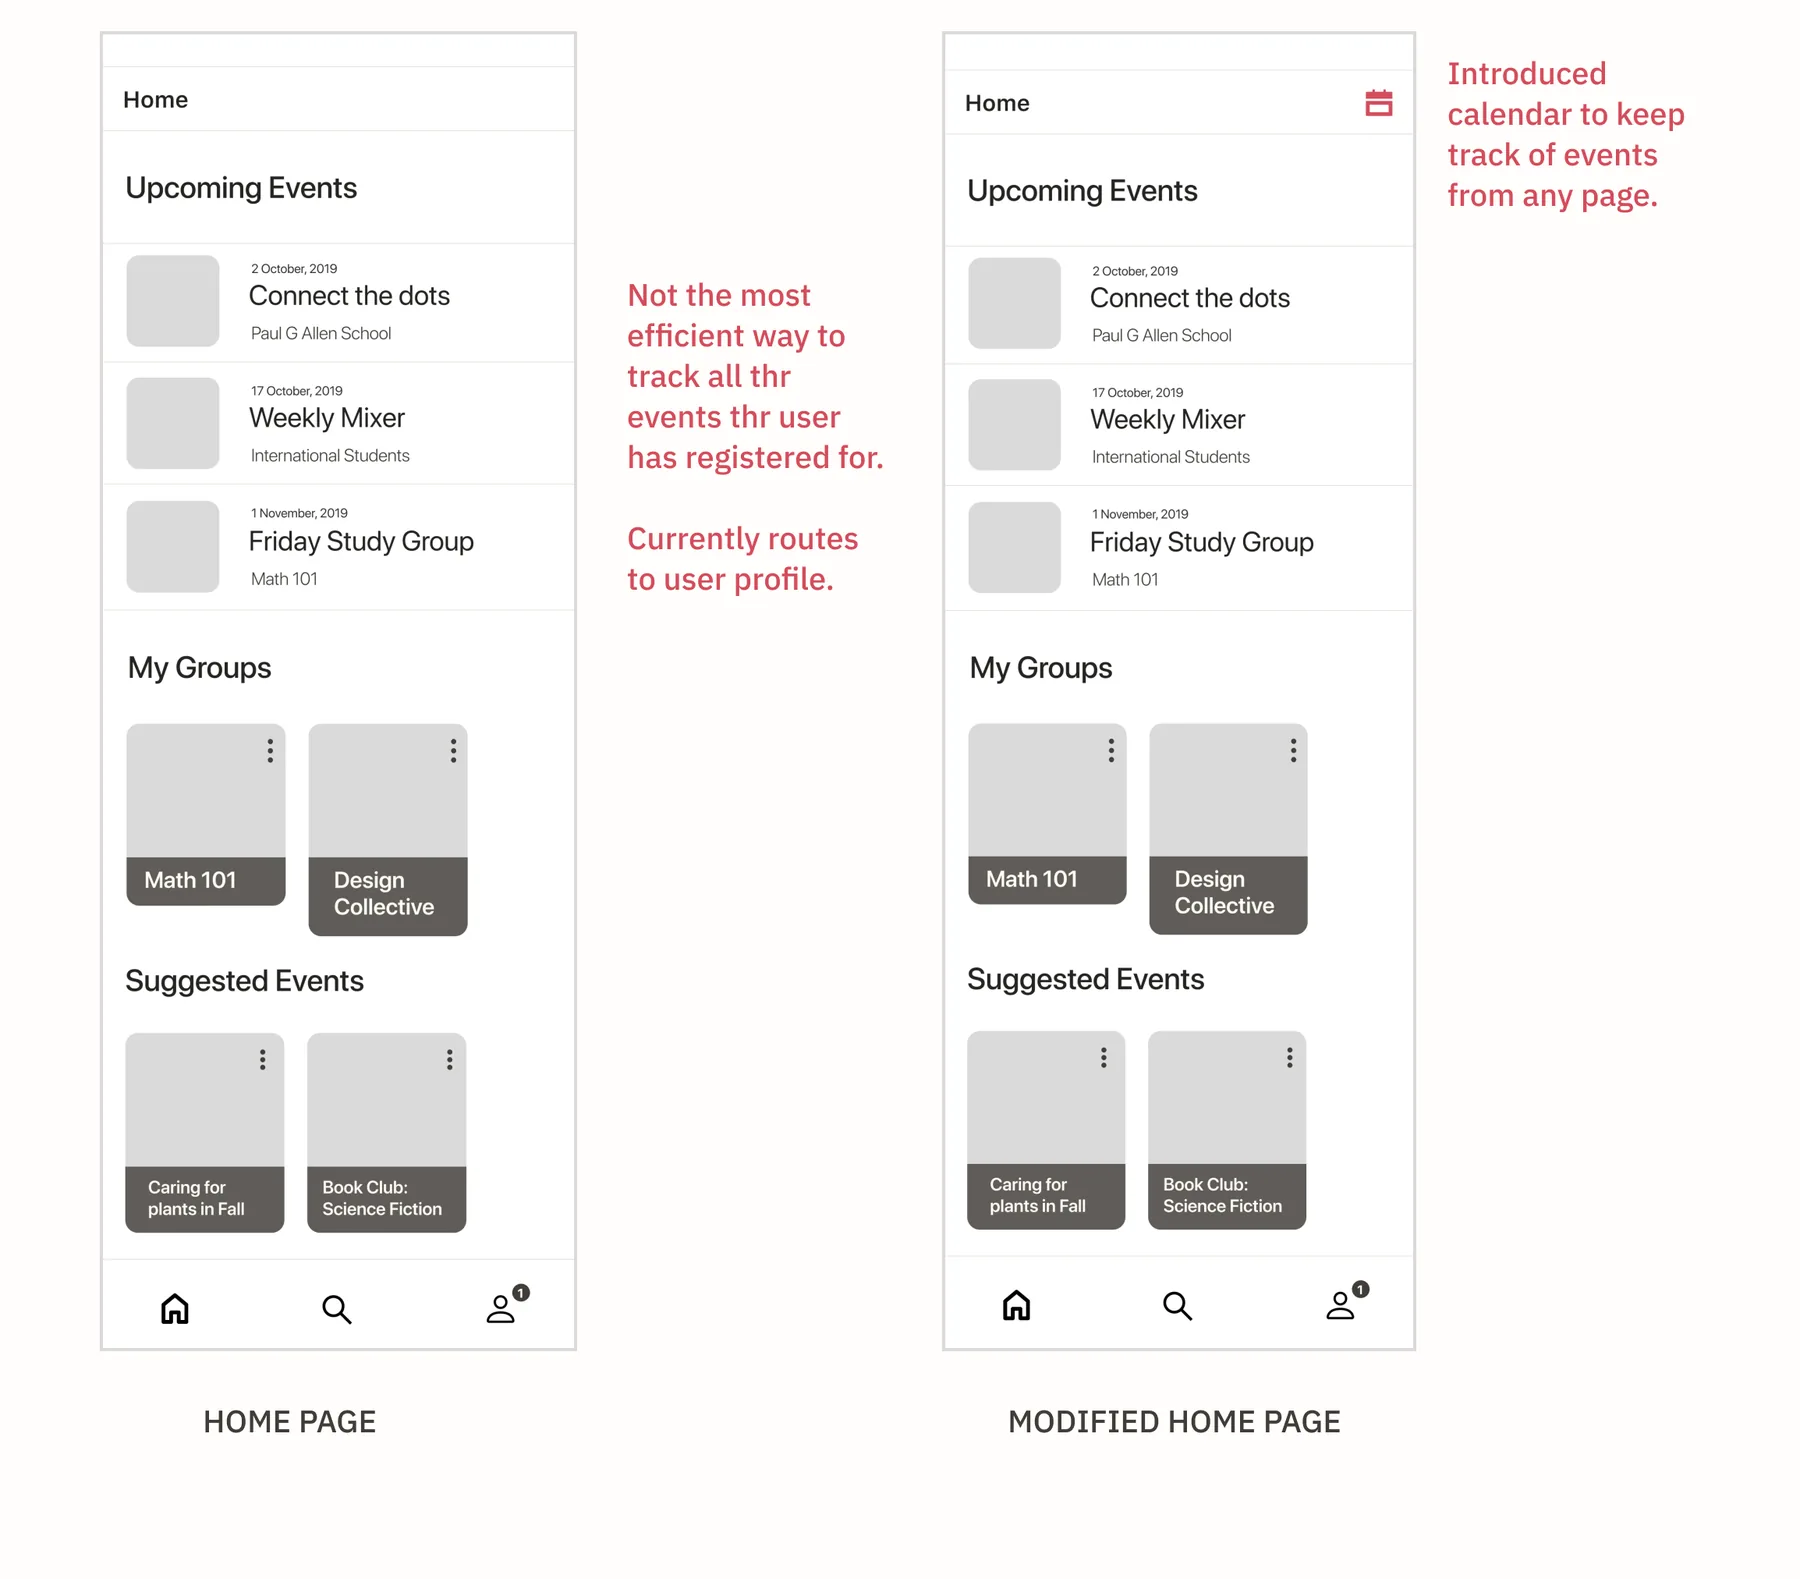 Home
Upcoming Events
2 October, 2019
Connect the dots
Paul G Allen School
17 October, 2019
Weekly Mixer
International Students
1 November, 2019
Friday Study Group
Math 101
My Groups
Math 101
Design
Collective
Suggested Events
Caring for
plants in Fall
Book Club:
Science Fiction
1
HOME PAGE
Not the most
efficient way to
track all thr
events thr user
has registered for.
Currently routes
to user profile.
Home
Upcoming Events
2 October, 2019
Connect the dots
Paul G Allen School
17 October, 2019
Weekly Mixer
International Students
1 November, 2019
Friday Study Group
Math 101
My Groups
Math 101
Design
Collective
Suggested Events
Caring for
plants in Fall
Book Club:
Science Fiction
1
MODIFIED HOME PAGE
Introduced
calendar to keep
track of events
from any page.